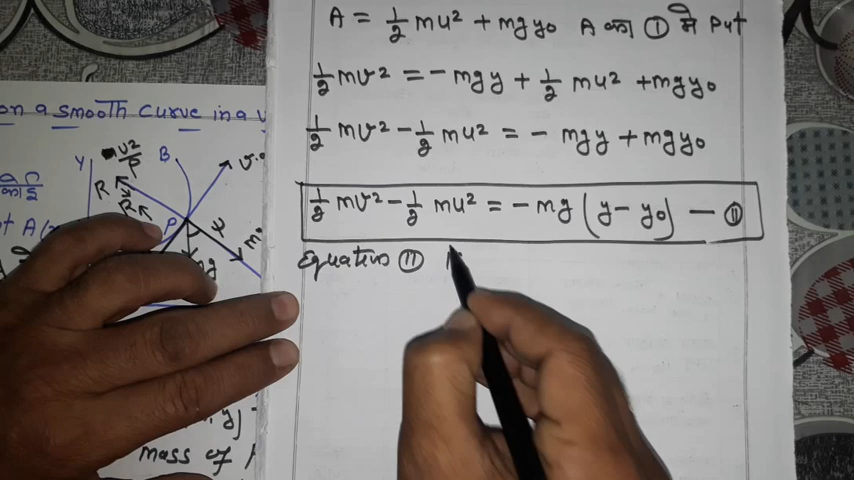 on a smooth curve in a
Y
B
R
P
ψ
mg
mass of
A = 1/2 mu² + mgy₀ A का ① में Put
1/2 mv² = - mgy + 1/2 mu² + mgy₀
1/2 mv² - 1/2 mu² = - mgy + mgy₀
1/2 mv² - 1/2 mu² = - mg (y - y₀) — ⑪
Equation ⑪